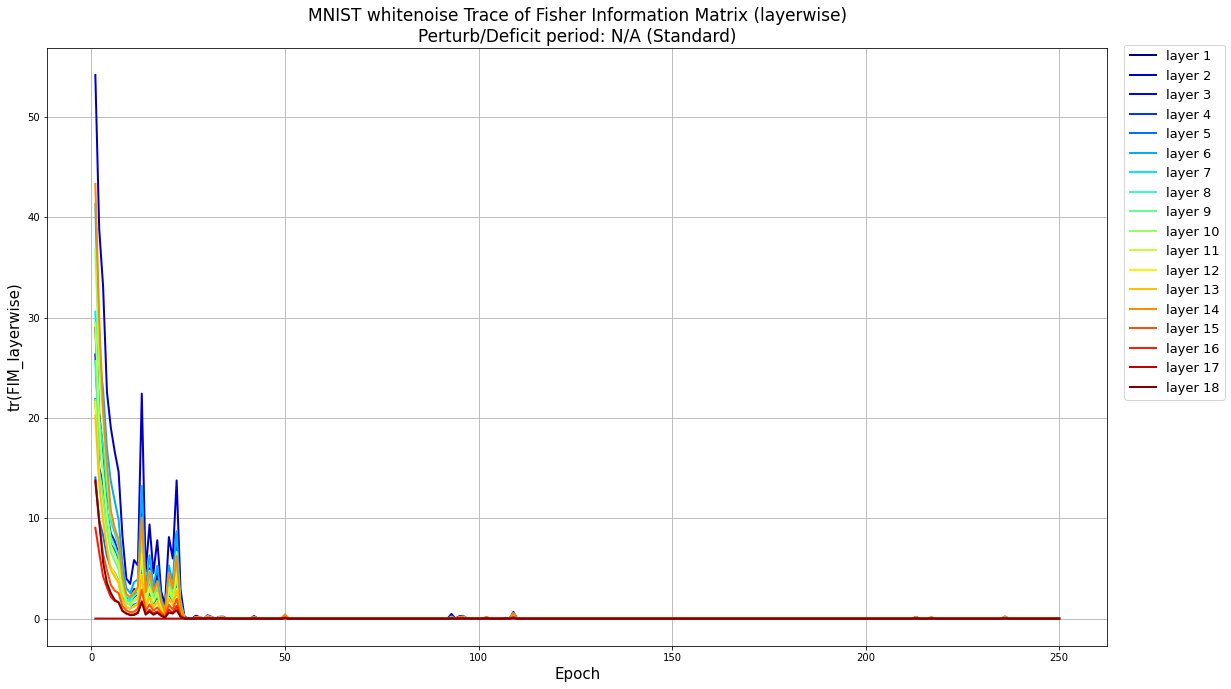 MNIST whitenoise Trace of Fisher Information Matrix (layerwise)
Perturb/Deficit period: N/A (Standard)
tr(FIM_layerwise)
50
40
30
20
10
0
0 50 100 150 200 250
Epoch
layer 1
layer 2
layer 3
layer 4
layer 5
layer 6
layer 7
layer 8
layer 9
layer 10
layer 11
layer 12
layer 13
layer 14
layer 15
layer 16
layer 17
layer 18